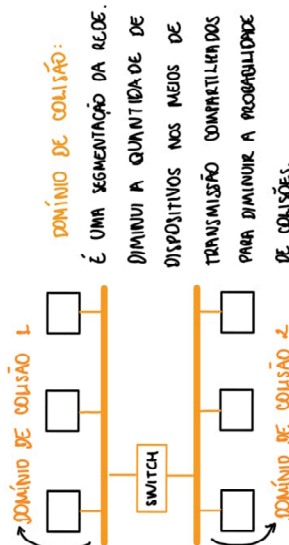 DOMÍNIO DE COLISÃO:
É UMA SEGMENTAÇÃO DA REDE.
DIMINUI A QUANTIDADE DE
DISPOSITIVOS NOS MEIOS DE
TRANSMISSÃO COMPARTILHADOS
PARA DIMINUIR A PROBABILIDADE
DE COLISÕES.
DOMÍNIO DE COLISÃO 1
SWITCH
DOMÍNIO DE COLISÃO 2